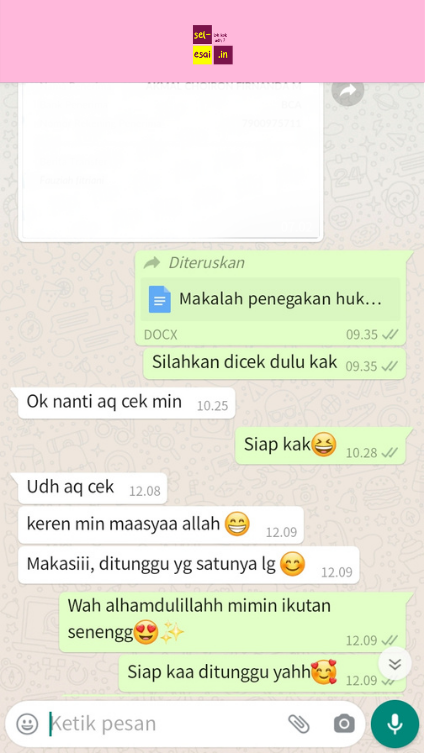 sel-
esai .in
Diteruskan
Makalah penegakan huk...
DOCX 09.35
Silahkan dicek dulu kak 09.35
Ok nanti aq cek min 10.25
Siap kak😆 10.28
Udh aq cek 12.08
keren min maasyaa allah 😁 12.09
Makasiii, ditunggu yg satunya lg 😊 12.09
Wah alhamdulillahh mimin ikutan
senengg😍✨ 12.09
Siap kaa ditunggu yahh🥰 12.09
Ketik pesan